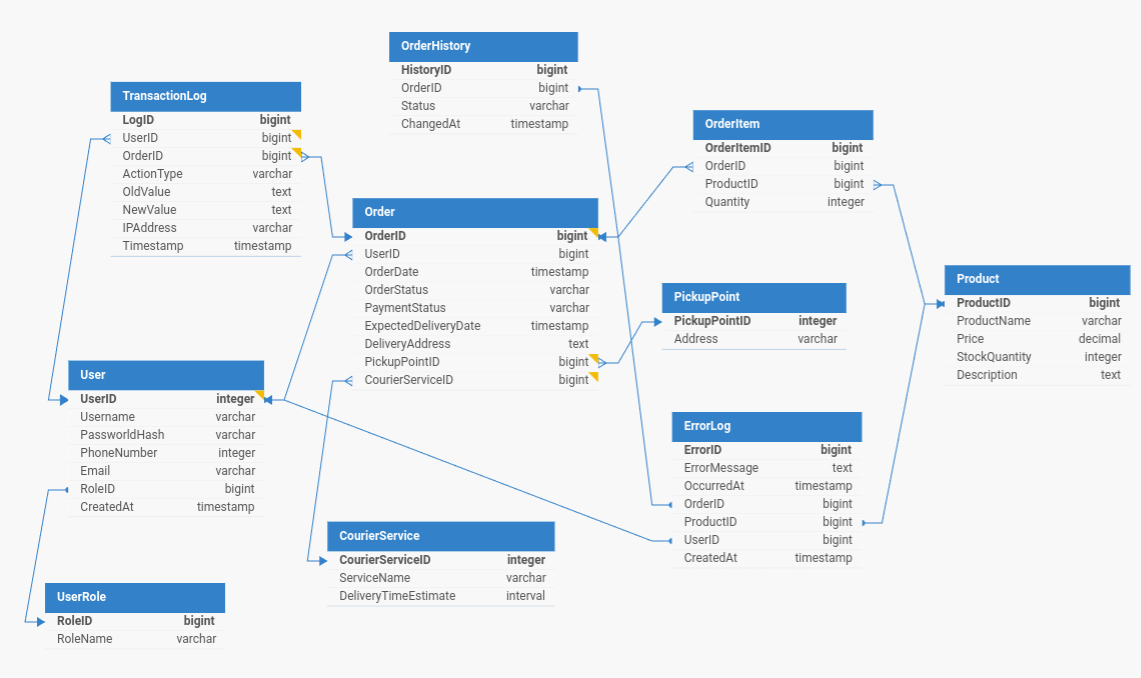 OrderHistory
HistoryID bigint
OrderID bigint
Status varchar
ChangedAt timestamp
TransactionLog
LogID bigint
UserID bigint
OrderID bigint
ActionType varchar
OldValue text
NewValue text
IPAddress varchar
Timestamp timestamp
OrderItem
OrderItemID bigint
OrderID bigint
ProductID bigint
Quantity integer
Order
OrderID bigint
UserID bigint
OrderDate timestamp
OrderStatus varchar
PaymentStatus varchar
ExpectedDeliveryDate timestamp
DeliveryAddress text
PickupPointID bigint
CourierServiceID bigint
PickupPoint
PickupPointID integer
Address varchar
Product
ProductID bigint
ProductName varchar
Price decimal
StockQuantity integer
Description text
User
UserID integer
Username varchar
PassworldHash varchar
PhoneNumber integer
Email varchar
RoleID bigint
CreatedAt timestamp
ErrorLog
ErrorID bigint
ErrorMessage text
OccurredAt timestamp
OrderID bigint
ProductID bigint
UserID bigint
CreatedAt timestamp
CourierService
CourierServiceID integer
ServiceName varchar
DeliveryTimeEstimate interval
UserRole
RoleID bigint
RoleName varchar